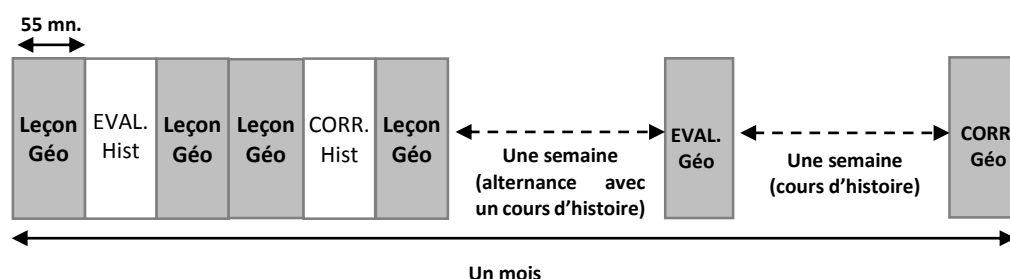 55 mn.
Leçon
Géo
EVAL.
Hist
Leçon
Géo
Leçon
Géo
CORR.
Hist
Leçon
Géo
Une semaine
(alternance avec
un cours d'histoire)
EVAL.
Géo
Une semaine
(cours d'histoire)
CORR.
Géo
Un mois